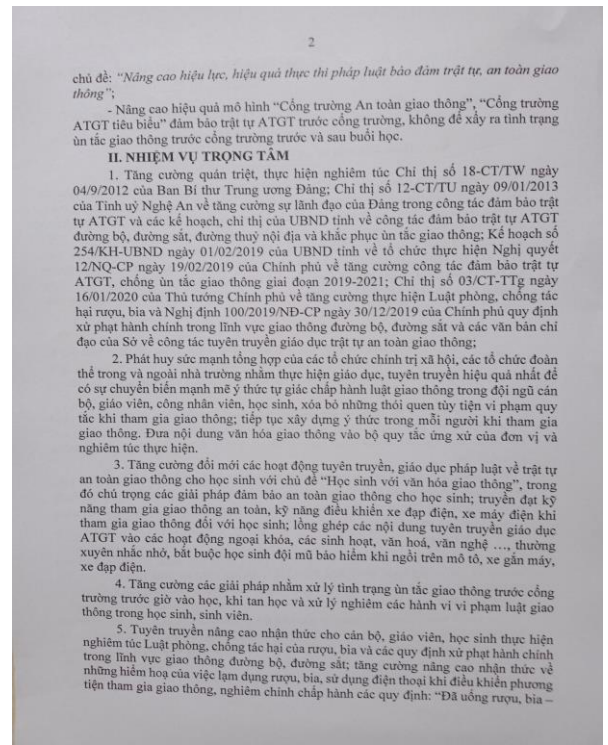 2
chủ đề: “Nâng cao hiệu lực, hiệu quả thực thi pháp luật bảo đảm trật tự, an toàn giao
thông”;
- Nâng cao hiệu quả mô hình “Cổng trường An toàn giao thông”, “Cổng trường
ATGT tiêu biểu” đảm bảo trật tự ATGT trước cổng trường, không để xẩy ra tình trạng
ùn tắc giao thông trước cổng trường trước và sau buổi học.
II. NHIỆM VỤ TRỌNG TÂM
1. Tăng cường quán triệt, thực hiện nghiêm túc Chỉ thị số 18-CT/TW ngày
04/9/2012 của Ban Bí thư Trung ương Đảng; Chỉ thị số 12-CT/TU ngày 09/01/2013
của Tỉnh uỷ Nghệ An về tăng cường sự lãnh đạo của Đảng trong công tác đảm bảo trật
tự ATGT và các kế hoạch, chỉ thị của UBND tỉnh về công tác đảm bảo trật tự ATGT
đường bộ, đường sắt, đường thuỷ nội địa và khắc phục ùn tắc giao thông; Kế hoạch số
254/KH-UBND ngày 01/02/2019 của UBND tỉnh về tổ chức thực hiện Nghị quyết
12/NQ-CP ngày 19/02/2019 của Chính phủ về tăng cường công tác đảm bảo trật tự
ATGT, chống ùn tắc giao thông giai đoạn 2019-2021; Chỉ thị số 03/CT-TTg ngày
16/01/2020 của Thủ tướng Chính phủ về tăng cường thực hiện Luật phòng, chống tác
hại rượu, bia và Nghị định 100/2019/NĐ-CP ngày 30/12/2019 của Chính phủ quy định
xử phạt hành chính trong lĩnh vực giao thông đường bộ, đường sắt và các văn bản chỉ
đạo của Sở về công tác tuyên truyền giáo dục trật tự an toàn giao thông;
2. Phát huy sức mạnh tổng hợp của các tổ chức chính trị xã hội, các tổ chức đoàn
thể trong và ngoài nhà trường nhằm thực hiện giáo dục, tuyên truyền hiệu quả nhất để
có sự chuyển biến mạnh mẽ ý thức tự giác chấp hành luật giao thông trong đội ngũ cán
bộ, giáo viên, công nhân viên, học sinh, xóa bỏ những thói quen tùy tiện vi phạm quy
tắc khi tham gia giao thông; tiếp tục xây dựng ý thức trong mỗi người khi tham gia
giao thông. Đưa nội dung văn hóa giao thông vào bộ quy tắc ứng xử của đơn vị và
nghiêm túc thực hiện.
3. Tăng cường đổi mới các hoạt động tuyên truyền, giáo dục pháp luật về trật tự
an toàn giao thông cho học sinh với chủ đề “Học sinh với văn hóa giao thông”, trong
đó chú trọng các giải pháp đảm bảo an toàn giao thông cho học sinh; truyền đạt kỹ
năng tham gia giao thông an toàn, kỹ năng điều khiển xe đạp điện, xe máy điện khi
tham gia giao thông đối với học sinh; lồng ghép các nội dung tuyên truyền giáo dục
ATGT vào các hoạt động ngoại khóa, các sinh hoạt, văn hoá, văn nghệ …, thường
xuyên nhắc nhở, bắt buộc học sinh đội mũ bảo hiểm khi ngồi trên mô tô, xe gắn máy,
xe đạp điện.
4. Tăng cường các giải pháp nhằm xử lý tình trạng ùn tắc giao thông trước cổng
trường trước giờ vào học, khi tan học và xử lý nghiêm các hành vi vi phạm luật giao
thông trong học sinh, sinh viên.
5. Tuyên truyền nâng cao nhận thức cho cán bộ, giáo viên, học sinh thực hiện
nghiêm túc Luật phòng, chống tác hại của rượu, bia và các quy định xử phạt hành chính
trong lĩnh vực giao thông đường bộ, đường sắt; tăng cường nâng cao nhận thức về
những hiểm hoạ của việc lạm dụng rượu, bia, sử dụng điện thoại khi điều khiển phương
tiện tham gia giao thông, nghiêm chỉnh chấp hành các quy định: “Đã uống rượu, bia –